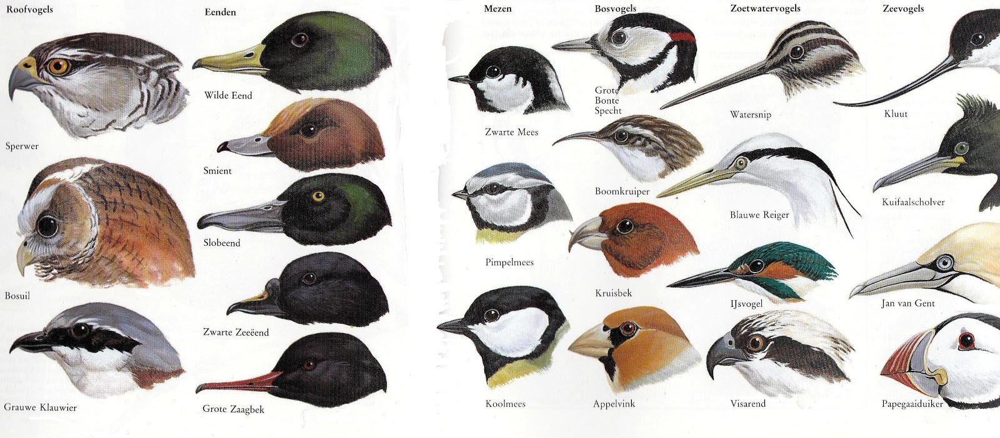 Roofvogels
Sperwer
Bosuil
Grauwe Klauwier
Eenden
Wilde Eend
Smient
Slobeend
Zwarte Zeeëend
Grote Zaagbek
Mezen
Zwarte Mees
Pimpelmees
Koolmees
Bosvogels
Grote
Bonte
Specht
Boomkruiper
Kruisbek
Appelvink
Zoetwatervogels
Watersnip
Blauwe Reiger
IJsvogel
Visarend
Zeevogels
Kluut
Kuifaalscholver
Jan van Gent
Papegaaiduiker